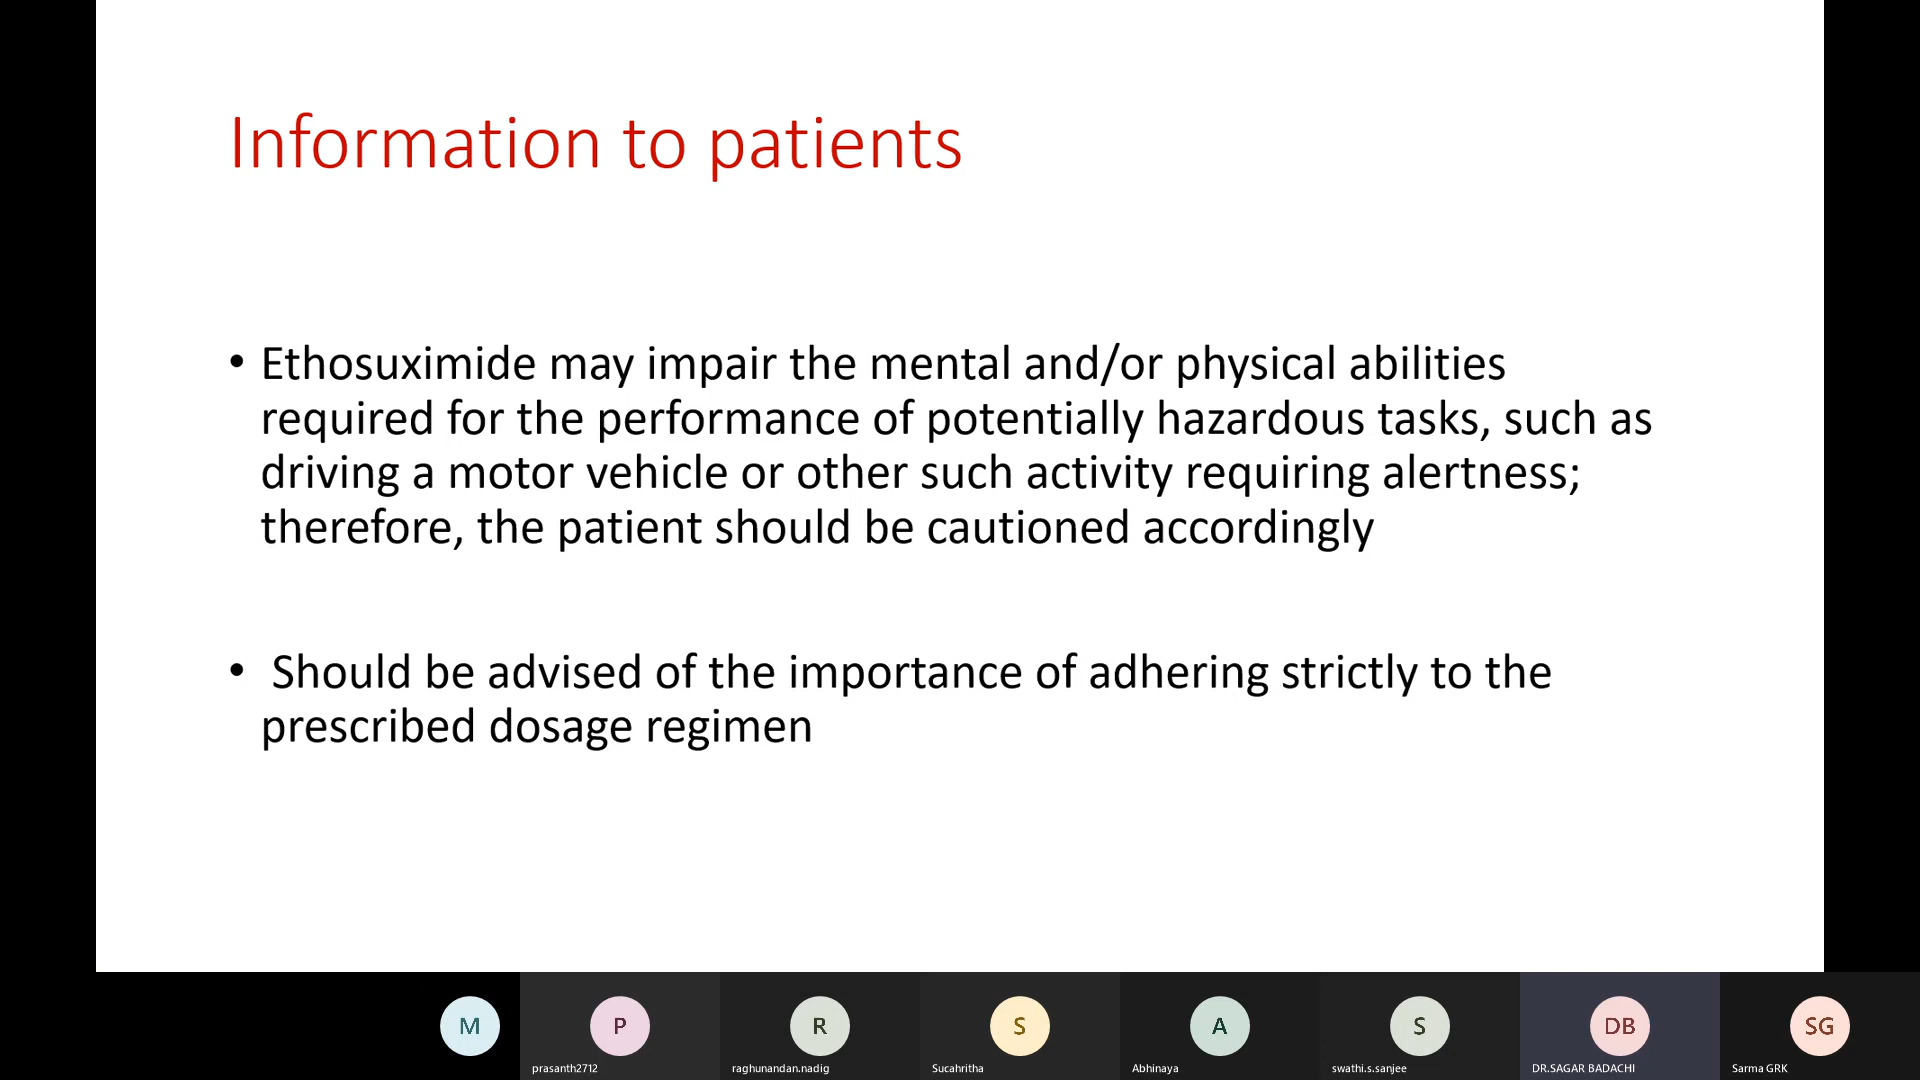 Information to patients
• Ethosuximide may impair the mental and/or physical abilities
required for the performance of potentially hazardous tasks, such as
driving a motor vehicle or other such activity requiring alertness;
therefore, the patient should be cautioned accordingly
• Should be advised of the importance of adhering strictly to the
prescribed dosage regimen
M P R S A S DB SG
prasanth2712 raghunandan.nadig Sucahritha Abhinaya swathi.s.sanjee DR.SAGAR BADACHI Sarma GRK